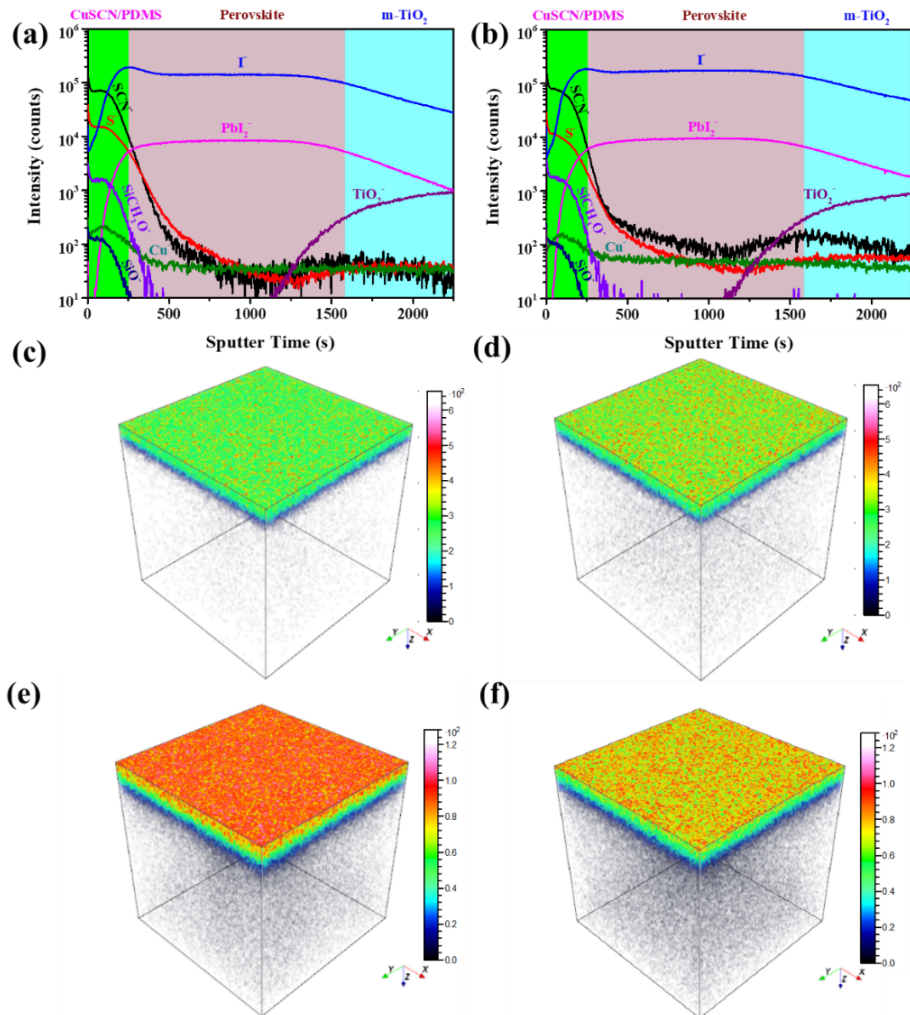 CuSCN/PDMS Perovskite m-TiO₂ CuSCN/PDMS Perovskite m-TiO₂
(a) (b)
10⁶ 10⁵ 10⁴ 10³ 10² 10¹
Intensity (counts)
SCN⁻
S⁻
I⁻
PbI₂⁻
SiCH₃O⁻
TiO₂⁻
Cu⁻
SiO⁻
0 500 1000 1500 2000
Sputter Time (s)
10⁶ 10⁵ 10⁴ 10³ 10² 10¹
Intensity (counts)
SCN⁻
S⁻
I⁻
PbI₂⁻
SiCH₃O⁻
TiO₂⁻
Cu⁻
SiO⁻
0 500 1000 1500 2000
Sputter Time (s)
(c) (d)
·10²
6
5
4
3
2
1
0
Y Z X
·10²
6
5
4
3
2
1
0
Y Z X
(e) (f)
·10²
1.2
1.0
0.8
0.6
0.4
0.2
0.0
Y Z X
·10²
1.2
1.0
0.8
0.6
0.4
0.2
0.0
Y Z X